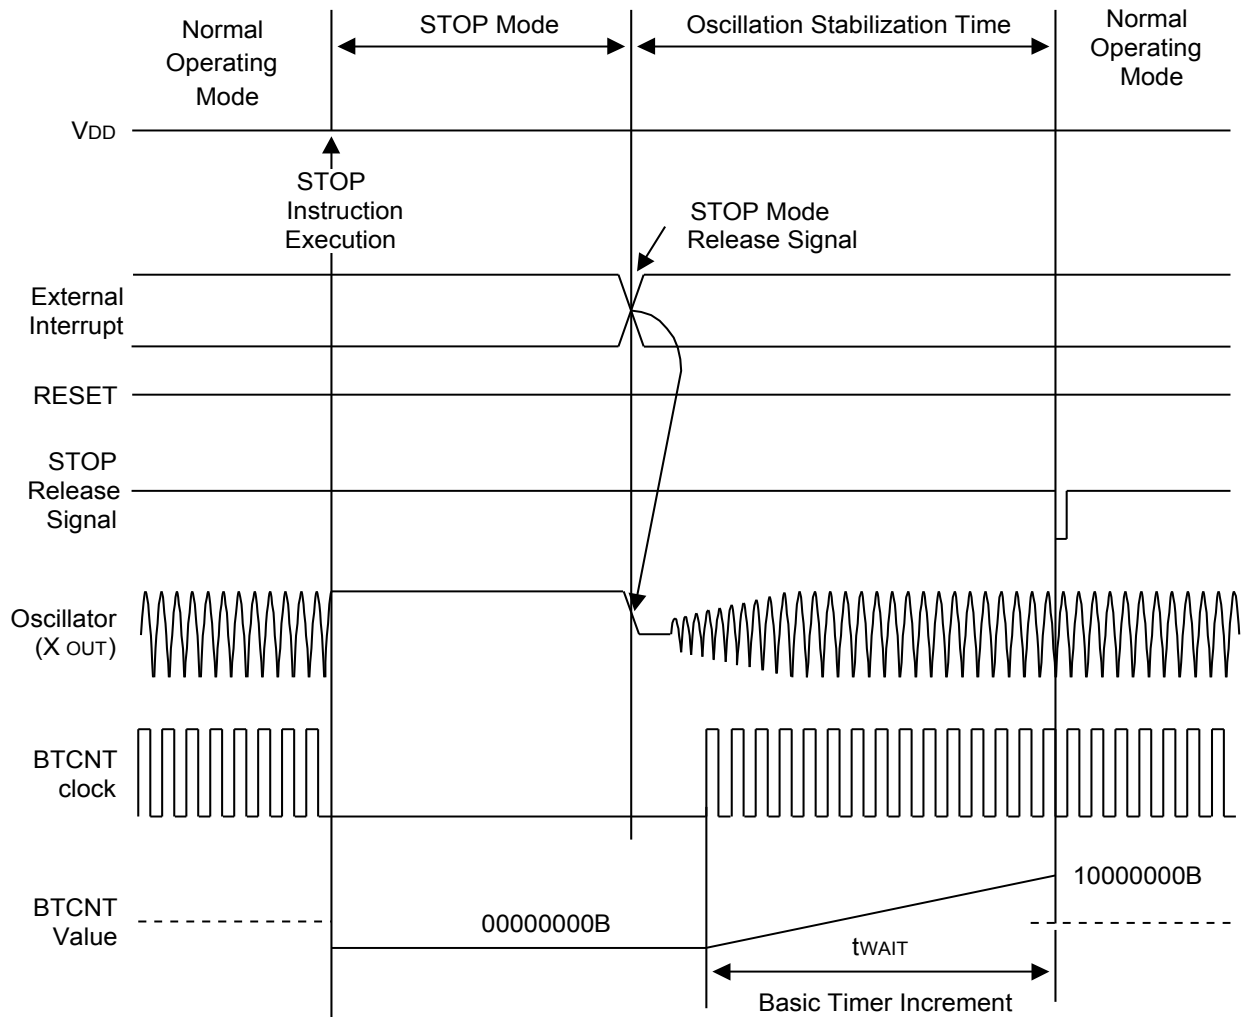 Normal
Operating
Mode
STOP Mode
Oscillation Stabilization Time
Normal
Operating
Mode
VDD
STOP
Instruction
Execution
STOP Mode
Release Signal
External
Interrupt
RESET
STOP
Release
Signal
Oscillator
(X OUT)
BTCNT
clock
10000000B
BTCNT
Value
00000000B
tWAIT
Basic Timer Increment